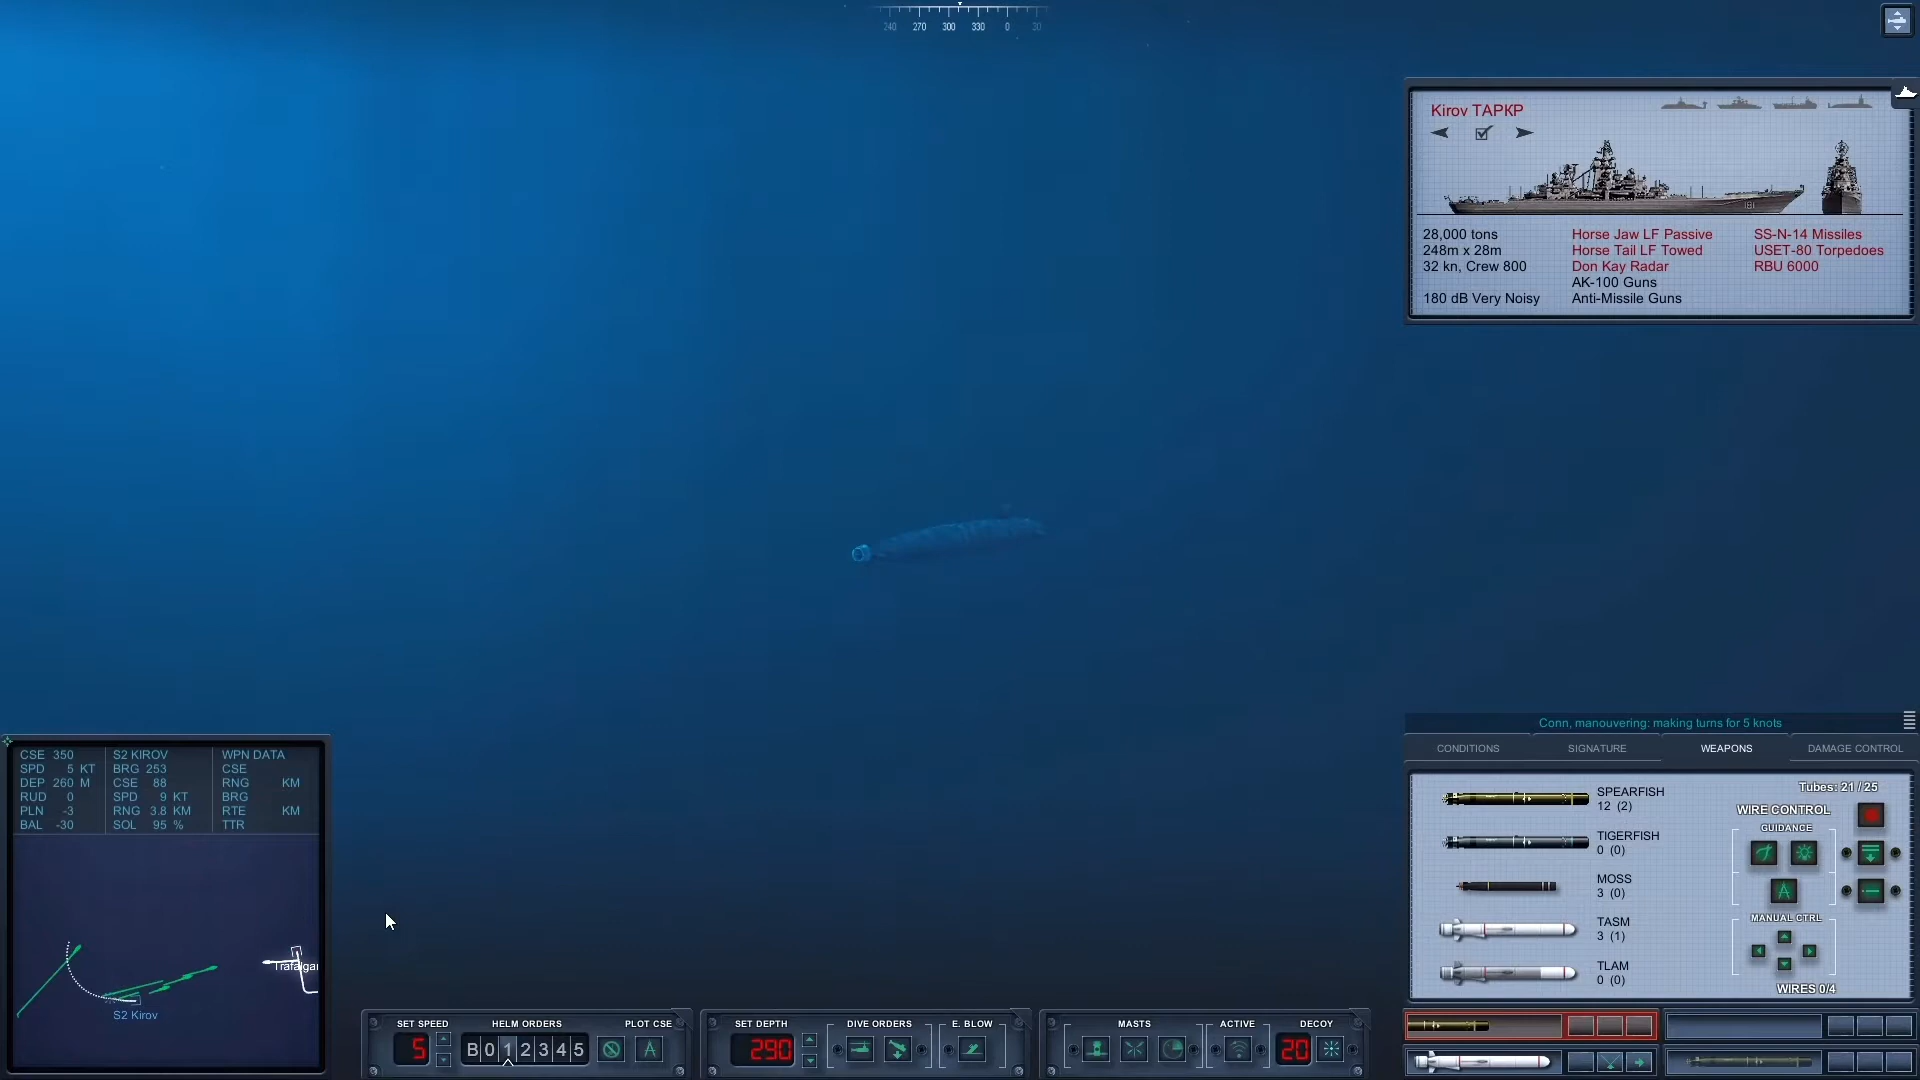 240 270 300 330 0 30
Kirov ТАРКР
181
28,000 tons
248m x 28m
32 kn, Crew 800
180 dB Very Noisy
Horse Jaw LF Passive
Horse Tail LF Towed
Don Kay Radar
AK-100 Guns
Anti-Missile Guns
SS-N-14 Missiles
USET-80 Torpedoes
RBU 6000
Conn, manouvering: making turns for 5 knots
CONDITIONS SIGNATURE WEAPONS DAMAGE CONTROL
SPEARFISH
12 (2)
TIGERFISH
0 (0)
MOSS
3 (0)
TASM
3 (1)
TLAM
0 (0)
Tubes: 21 / 25
WIRE CONTROL
GUIDANCE
MANUAL CTRL
WIRES 0/4
CSE 350
SPD 5 KT
DEP 260 M
RUD 0
PLN -3
BAL -30
S2 KIROV
BRG 253
CSE 88
SPD 9 KT
RNG 3.8 KM
SOL 95 %
WPN DATA
CSE
RNG KM
BRG
RTE KM
TTR
Trafalgar
S2 Kirov
SET SPEED HELM ORDERS PLOT CSE
5 B 0 1 2 3 4 5
SET DEPTH DIVE ORDERS E. BLOW
290
MASTS ACTIVE DECOY
20